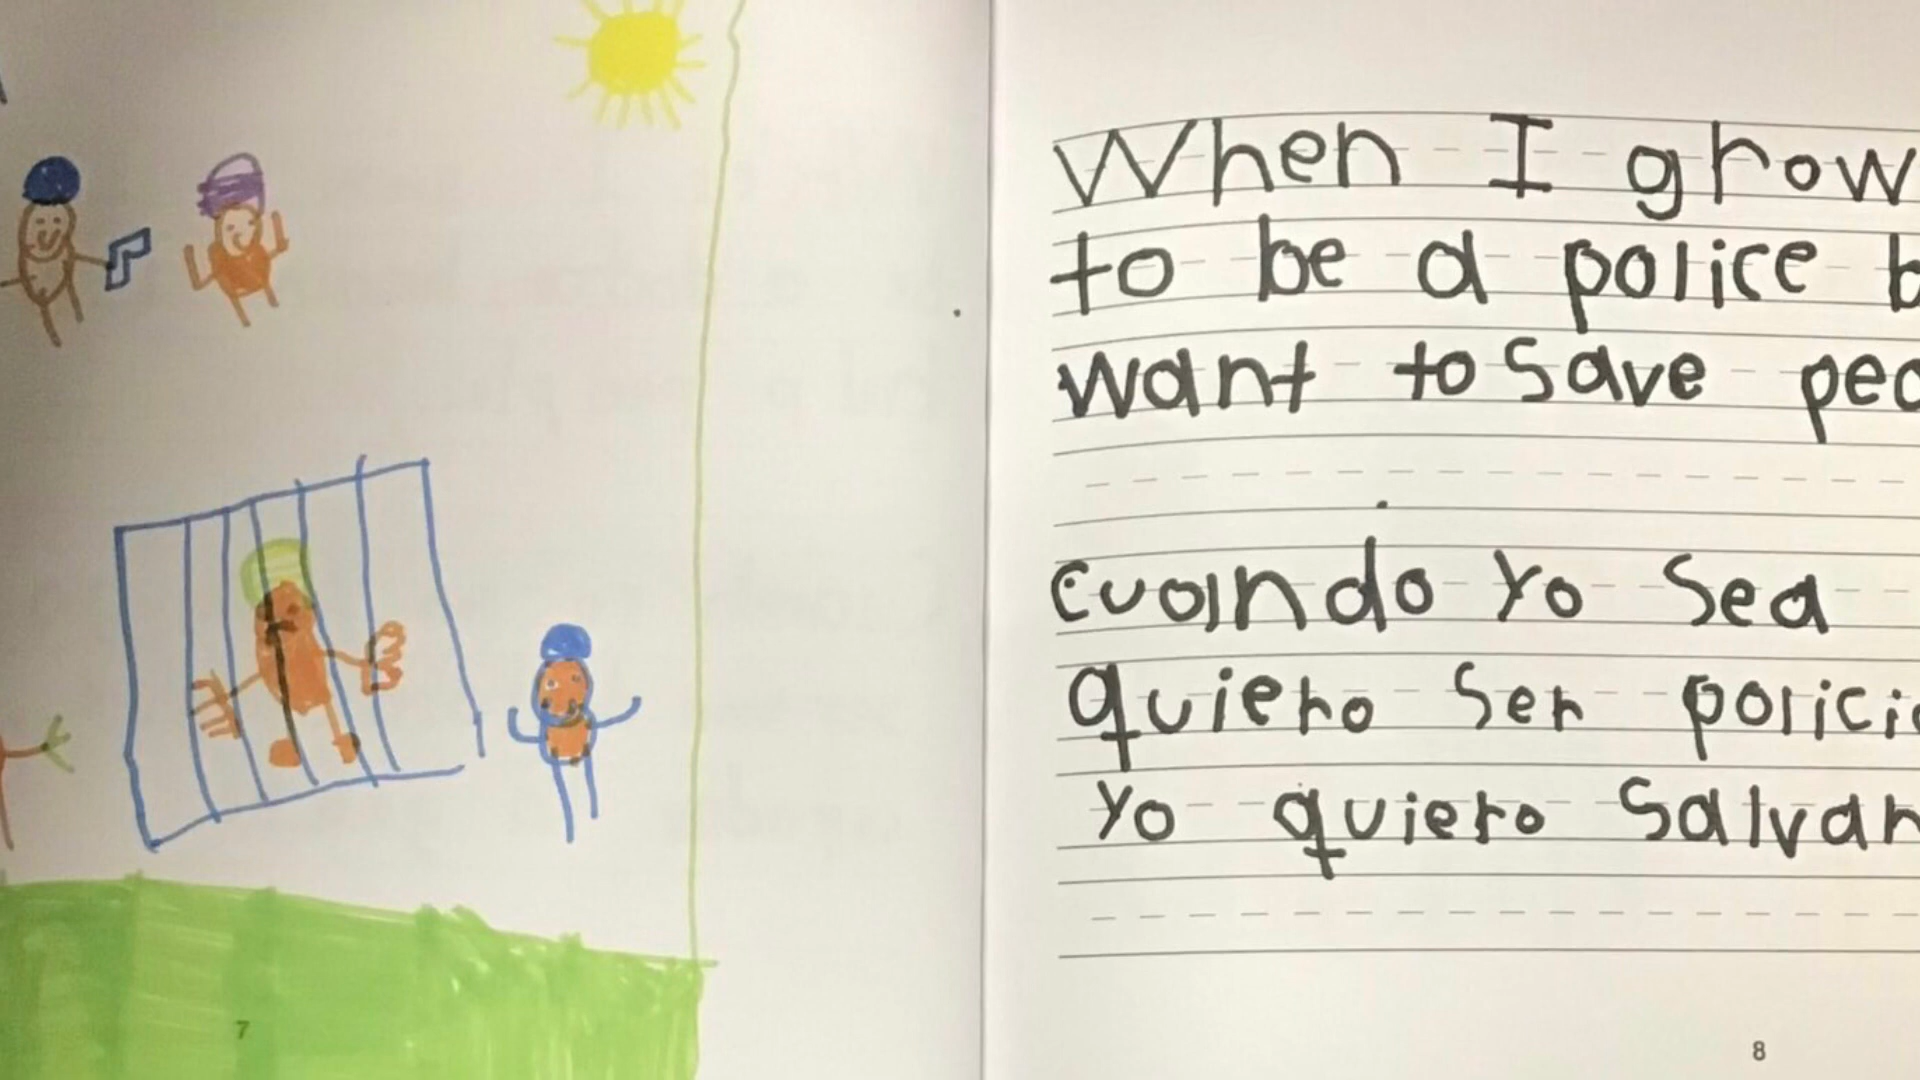 When I grow
to be a police b
want to save peo
cuando yo sea
quiero ser policia
yo quiero salvar
7
8